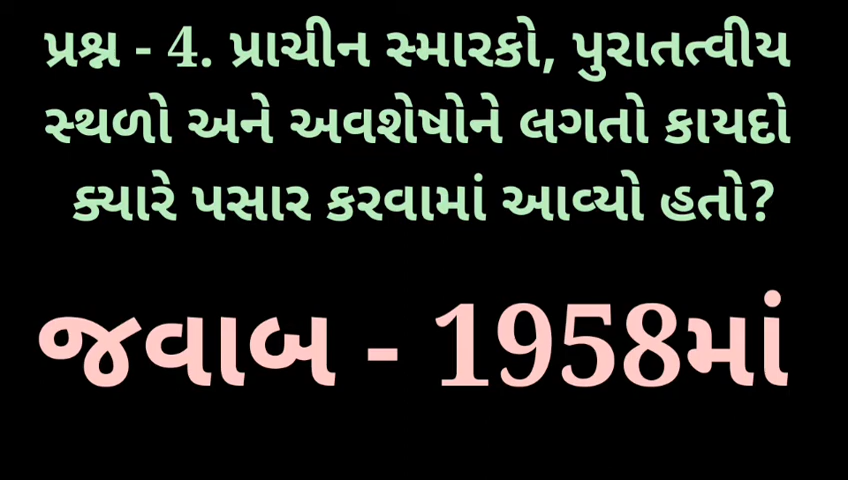 પ્રશ્ન - 4. પ્રાચીન સ્મારકો, પુરાતત્વીય
સ્થળો અને અવશેષોને લગતો કાયદો
ક્યારે પસાર કરવામાં આવ્યો હતો?
જવાબ - 1958માં